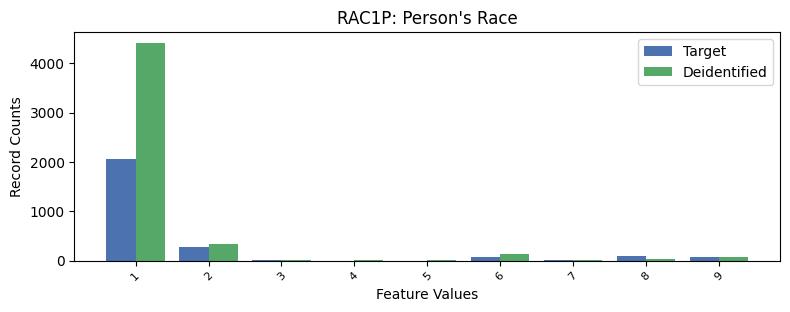 RAC1P: Person's Race
Target
Deidentified
Record Counts
4000
3000
2000
1000
0
1 2 3 4 5 6 7 8 9
Feature Values